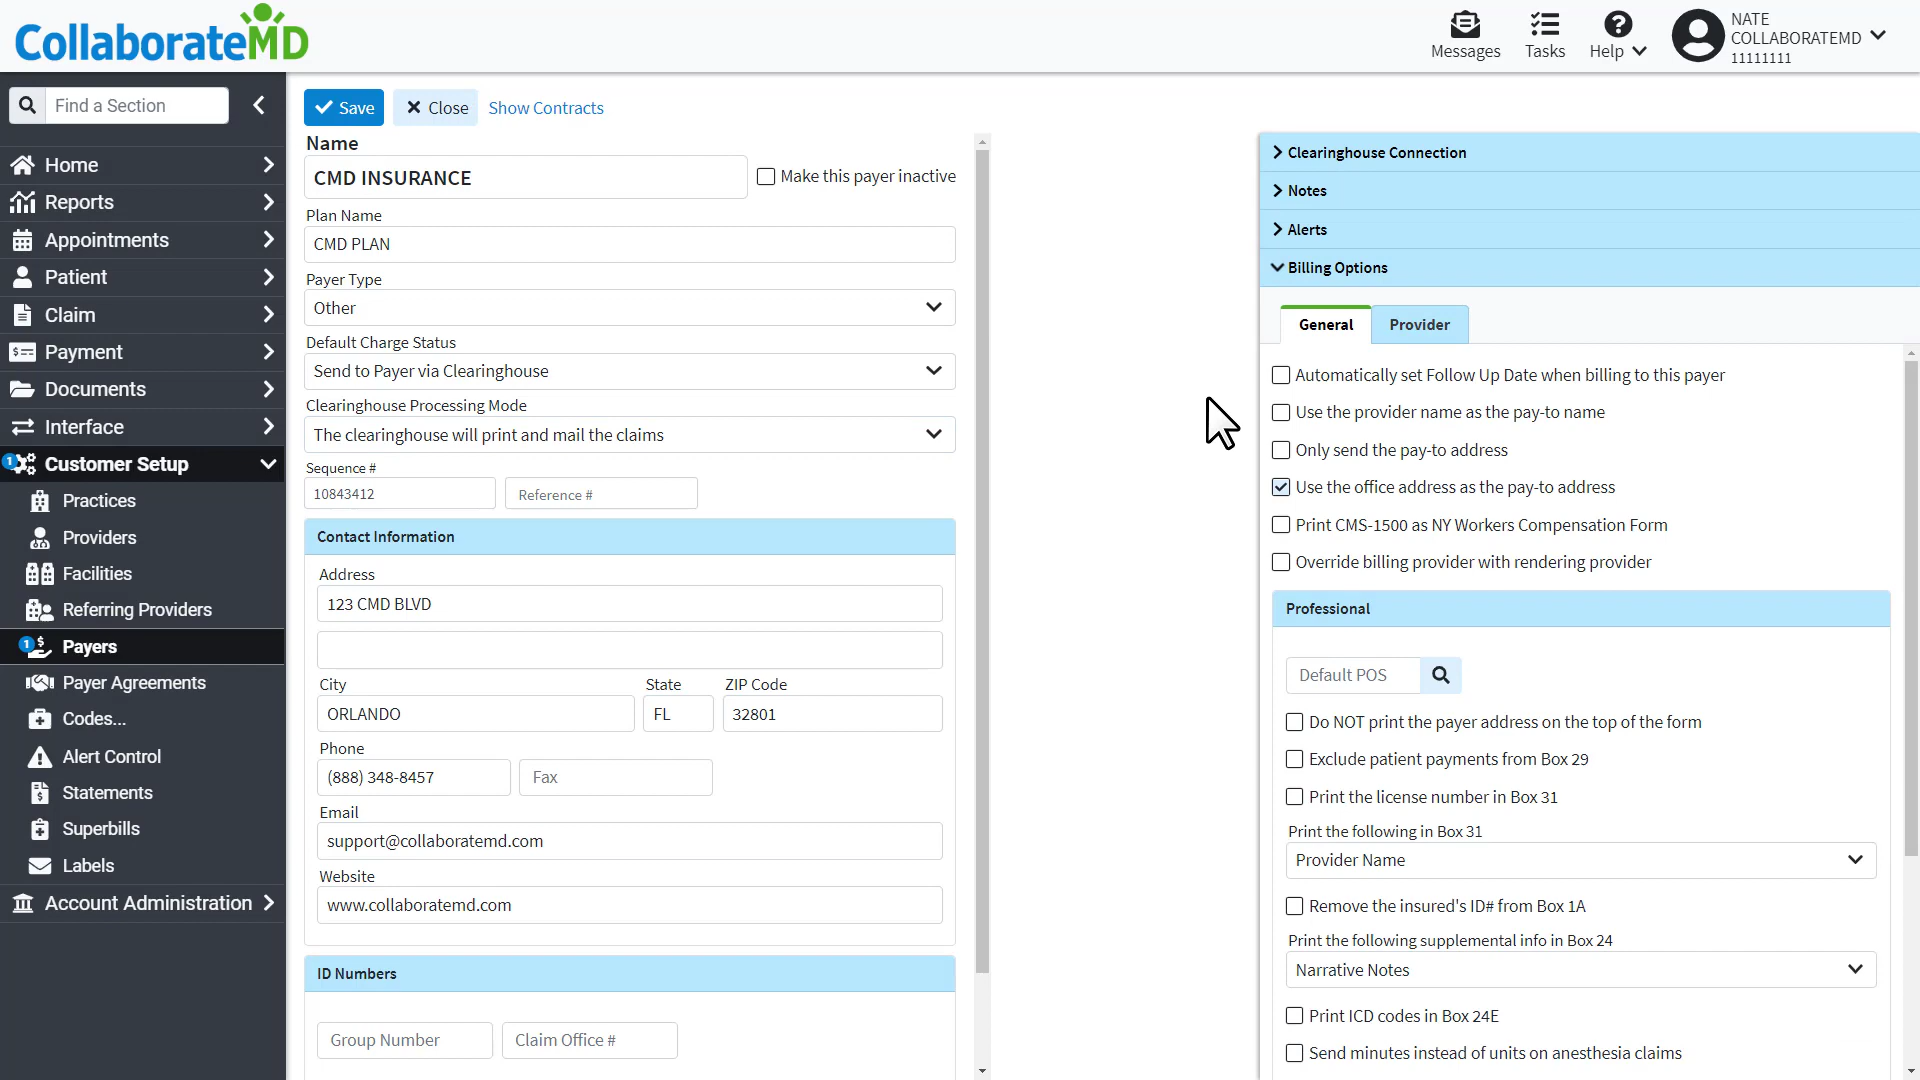 CollaborateMD
Messages
Tasks
Help
NATE
COLLABORATEMD
11111111
Find a Section
Home
Reports
Appointments
Patient
Claim
Payment
Documents
Interface
1
Customer Setup
Practices
Providers
Facilities
Referring Providers
1
Payers
Payer Agreements
Codes...
Alert Control
Statements
Superbills
Labels
Account Administration
Save
Close
Show Contracts
Name
CMD INSURANCE
Make this payer inactive
Plan Name
CMD PLAN
Payer Type
Other
Default Charge Status
Send to Payer via Clearinghouse
Clearinghouse Processing Mode
The clearinghouse will print and mail the claims
Sequence #
10843412
Reference #
Contact Information
Address
123 CMD BLVD
City State ZIP Code
ORLANDO FL 32801
Phone
(888) 348-8457 Fax
Email
support@collaboratemd.com
Website
www.collaboratemd.com
ID Numbers
Group Number Claim Office #
Clearinghouse Connection
Notes
Alerts
Billing Options
General Provider
Automatically set Follow Up Date when billing to this payer
Use the provider name as the pay-to name
Only send the pay-to address
Use the office address as the pay-to address
Print CMS-1500 as NY Workers Compensation Form
Override billing provider with rendering provider
Professional
Default POS
Do NOT print the payer address on the top of the form
Exclude patient payments from Box 29
Print the license number in Box 31
Print the following in Box 31
Provider Name
Remove the insured's ID# from Box 1A
Print the following supplemental info in Box 24
Narrative Notes
Print ICD codes in Box 24E
Send minutes instead of units on anesthesia claims